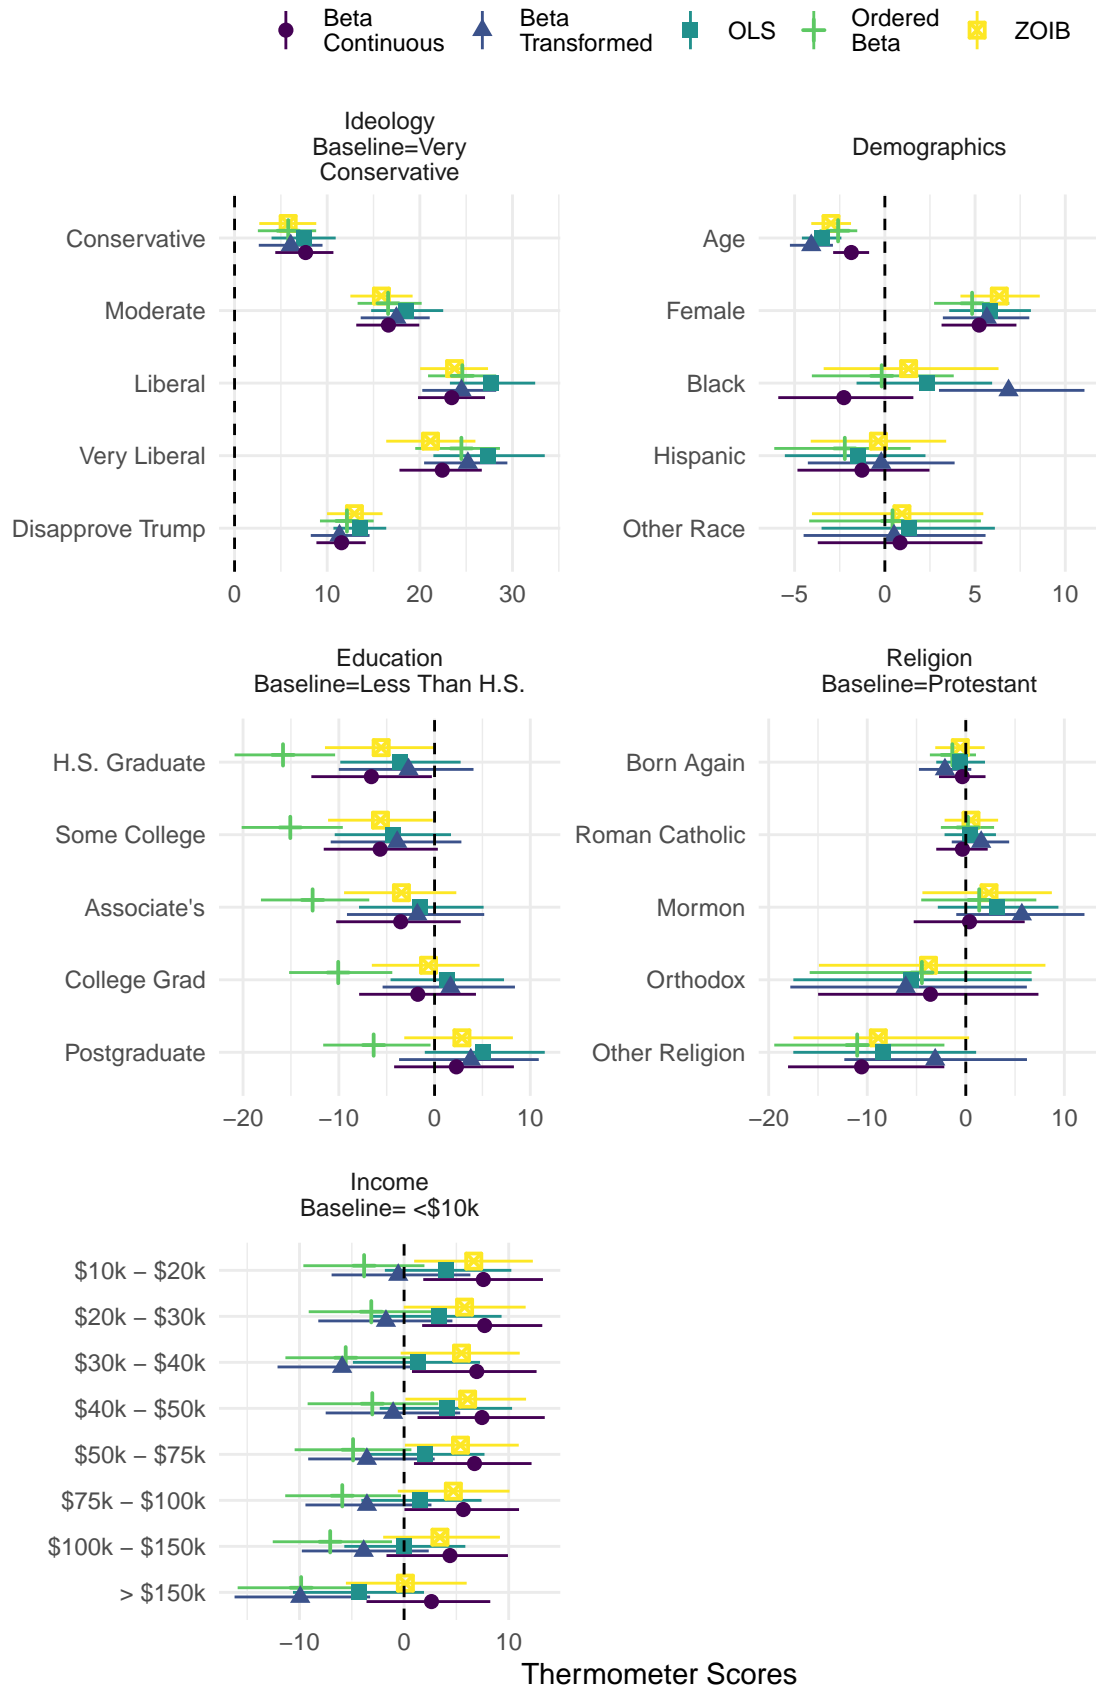 Beta
Continuous
Beta
Transformed
OLS
Ordered
Beta
ZOIB
Ideology
Baseline=Very
Conservative
Conservative
Moderate
Liberal
Very Liberal
Disapprove Trump
0 10 20 30
Demographics
Age
Female
Black
Hispanic
Other Race
−5 0 5 10
Education
Baseline=Less Than H.S.
H.S. Graduate
Some College
Associate's
College Grad
Postgraduate
−20 −10 0 10
Religion
Baseline=Protestant
Born Again
Roman Catholic
Mormon
Orthodox
Other Religion
−20 −10 0 10
Income
Baseline= <$10k
$10k − $20k
$20k − $30k
$30k − $40k
$40k − $50k
$50k − $75k
$75k − $100k
$100k − $150k
> $150k
−10 0 10
Thermometer Scores